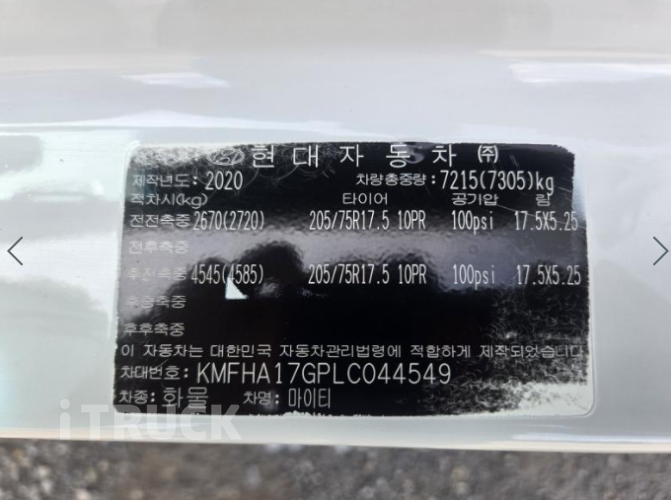 현대자동차㈜
제작년도: 2020 차량총중량: 7215(7305)kg
적차시(kg) 타이어 공기압 림
전전축중 2670(2720) 205/75R17.5 10PR 100psi 17.5X5.25
전후축중
후전축중 4545(4585) 205/75R17.5 10PR 100psi 17.5X5.25
후후축중
이 자동차는 대한민국 자동차관리법령에 적합하게 제작되었습니다
차대번호: KMFHA17GPLC044549
차종: 화물 차명: 마이티
iTRUCK